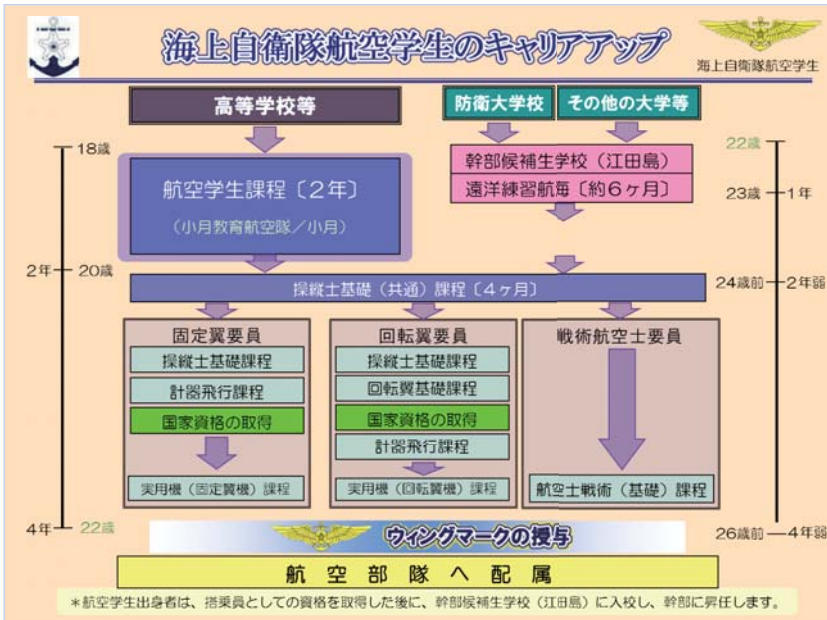 海上自衛隊航空学生のキャリアアップ
海上自衛隊航空学生
高等学校等
防衛大学校
その他の大学等
18歳
22歳
航空学生課程〔2年〕
(小月教育航空隊/小月)
幹部候補生学校(江田島)
遠洋練習航海〔約6ヶ月〕
23歳
1年
2年
20歳
操縦士基礎(共通)課程〔4ヶ月〕
24歳前
2年弱
固定翼要員
操縦士基礎課程
計器飛行課程
国家資格の取得
実用機(固定翼機)課程
回転翼要員
操縦士基礎課程
回転翼基礎課程
国家資格の取得
計器飛行課程
実用機(回転翼機)課程
戦術航空士要員
航空士戦術(基礎)課程
4年
22歳
ウィングマークの授与
26歳前
4年弱
航空部隊へ配属
*航空学生出身者は、搭乗員としての資格を取得した後に、幹部候補生学校(江田島)に入校し、幹部に昇任します。